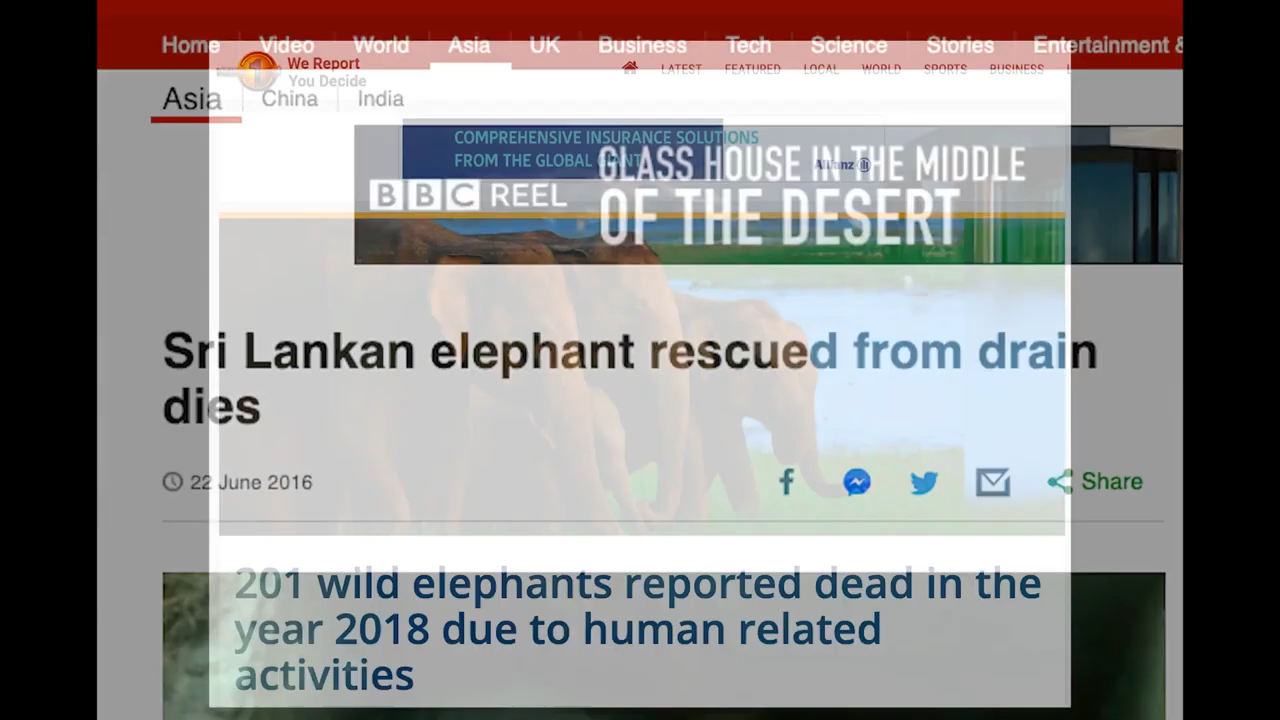 Home Video World Asia UK Business Tech Science Stories Entertainment &
We Report
You Decide
LATEST FEATURED LOCAL WORLD SPORTS BUSINESS
Asia China India
COMPREHENSIVE INSURANCE SOLUTIONS
FROM THE GLOBAL GIANT
Allianz
BBC REEL
GLASS HOUSE IN THE MIDDLE
OF THE DESERT
Sri Lankan elephant rescued from drain
dies
22 June 2016
Share
201 wild elephants reported dead in the
year 2018 due to human related
activities